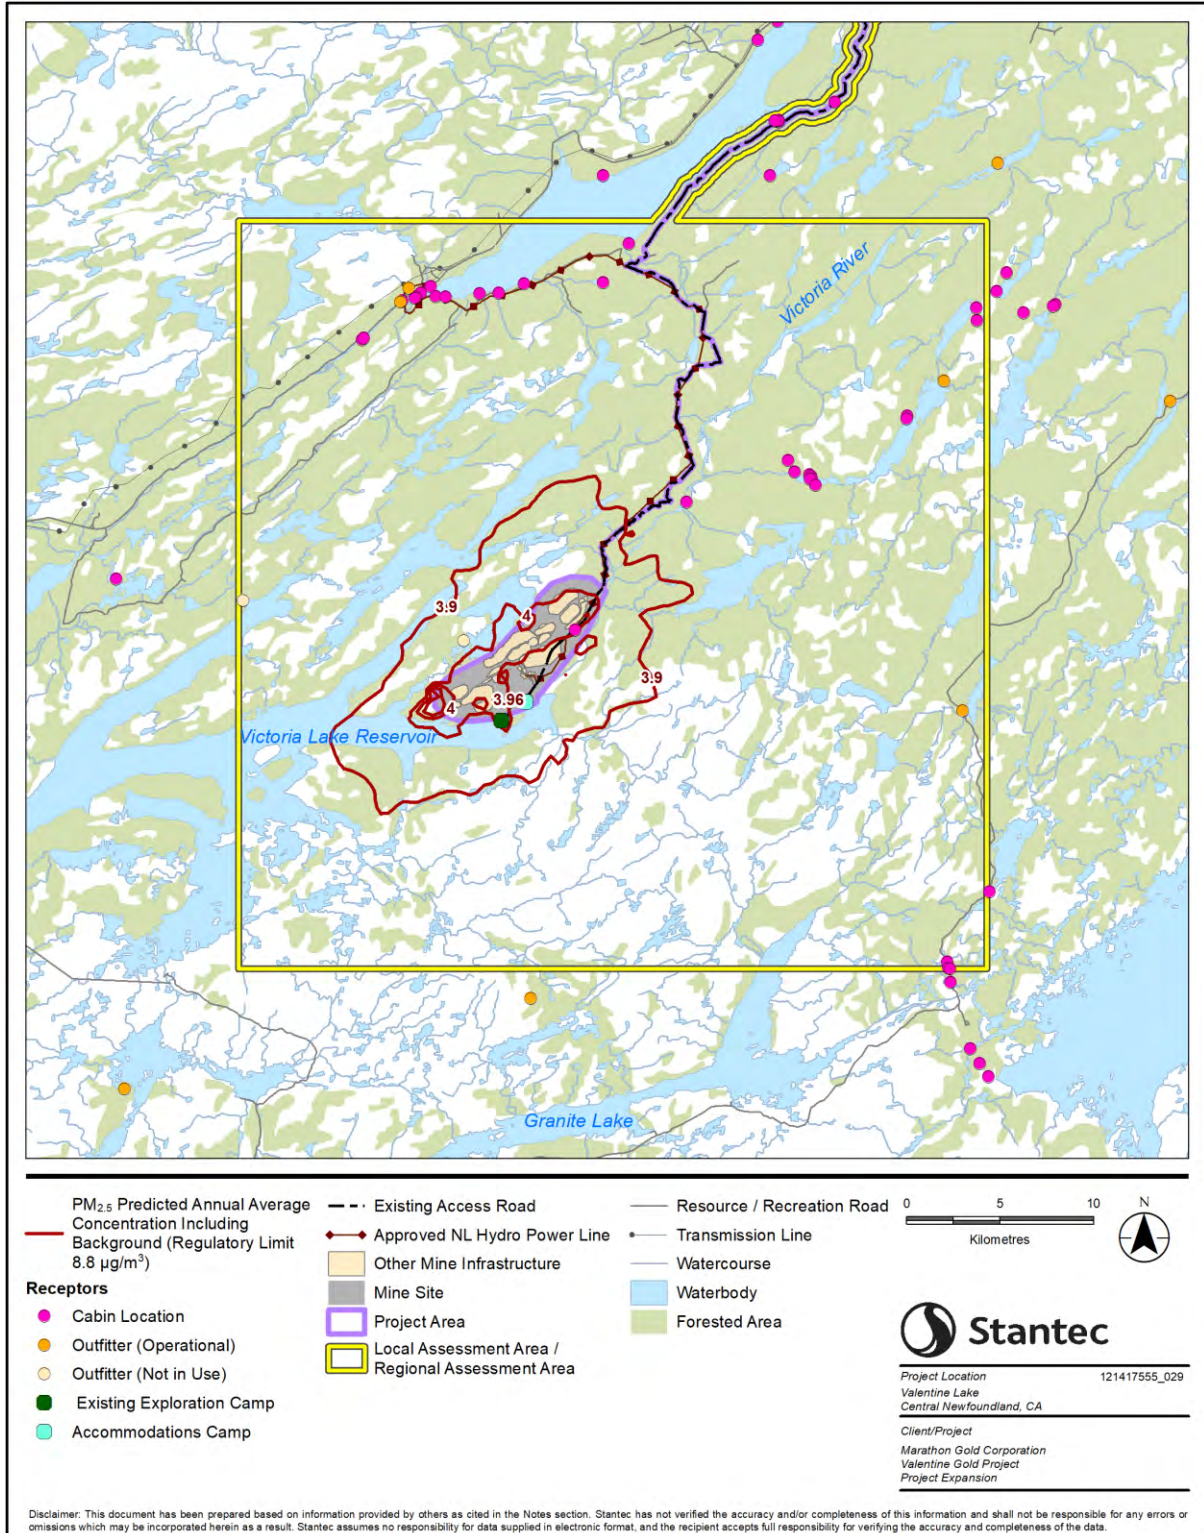 Victoria River
3.9
4
3.9
3.96
4
Victoria Lake Reservoir
Granite Lake
PM2.5 Predicted Annual Average
Concentration Including
Background (Regulatory Limit
8.8 µg/m³)
Receptors
Cabin Location
Outfitter (Operational)
Outfitter (Not in Use)
Existing Exploration Camp
Accommodations Camp
Existing Access Road
Approved NL Hydro Power Line
Other Mine Infrastructure
Mine Site
Project Area
Local Assessment Area /
Regional Assessment Area
Resource / Recreation Road
Transmission Line
Watercourse
Waterbody
Forested Area
0 5 10
Kilometres
N
Stantec
Project Location 121417555_029
Valentine Lake
Central Newfoundland, CA
Client/Project
Marathon Gold Corporation
Valentine Gold Project
Project Expansion
Disclaimer: This document has been prepared based on information provided by others as cited in the Notes section. Stantec has not verified the accuracy and/or completeness of this information and shall not be responsible for any errors or
omissions which may be incorporated herein as a result. Stantec assumes no responsibility for data supplied in electronic format, and the recipient accepts full responsibility for verifying the accuracy and completeness of the data.